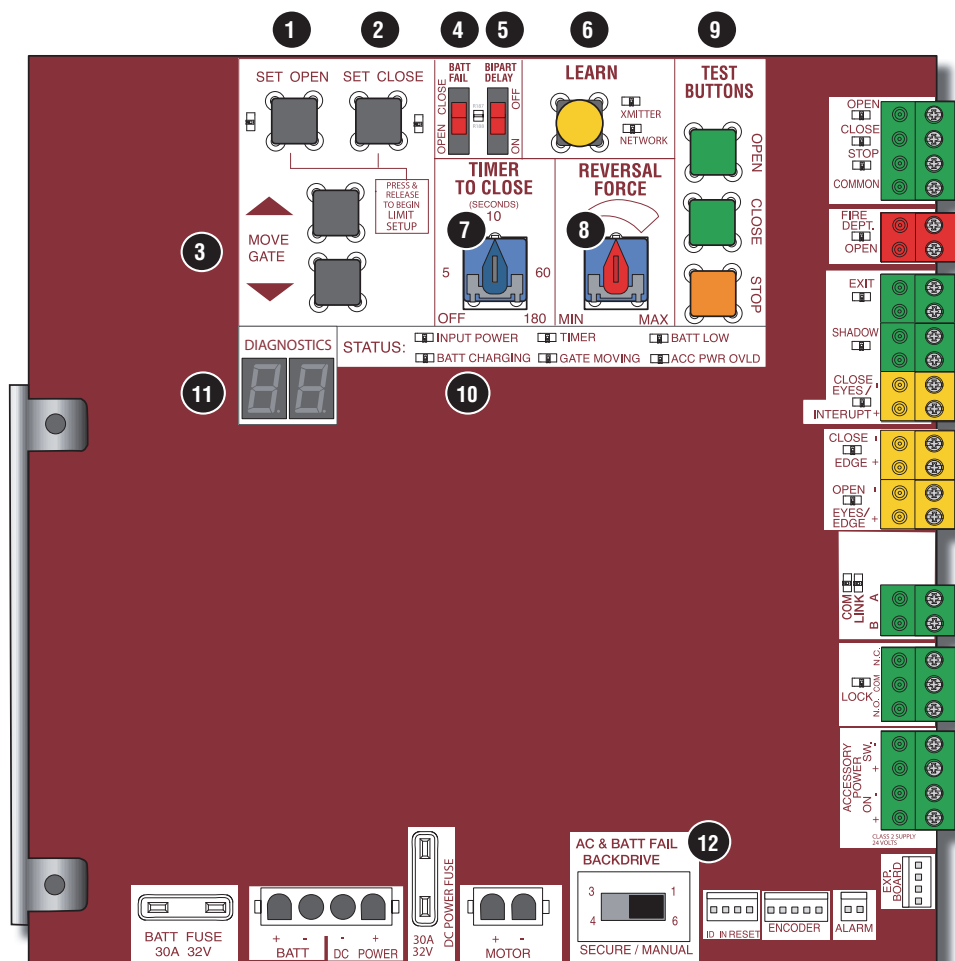 1
2
4
5
6
9
SET OPEN
SET CLOSE
BATT
FAIL
BIPART
DELAY
LEARN
TEST
BUTTONS
OPEN CLOSE
ON OFF
XMITTER
NETWORK
OPEN
CLOSE
STOP
PRESS &
RELEASE
TO BEGIN
LIMIT
SETUP
3
MOVE
GATE
TIMER
TO CLOSE
(SECONDS)
10
7
5
60
OFF
180
REVERSAL
FORCE
8
MIN
MAX
DIAGNOSTICS
11
STATUS:
INPUT POWER
TIMER
BATT LOW
BATT CHARGING
GATE MOVING
ACC PWR OVLD
10
OPEN
CLOSE
STOP
COMMON
FIRE
DEPT.
OPEN
EXIT
SHADOW
CLOSE -
EYES/
INTERUPT +
CLOSE -
EDGE +
OPEN -
EYES/
EDGE +
COM
LINK
A
B
LOCK
N.C.
COM
N.O.
ACCESSORY
POWER
SW.
- +
ON
- +
CLASS 2 SUPPLY
24 VOLTS
EXP.
BOARD
BATT FUSE
30A 32V
+ -
BATT
- +
DC POWER
DC POWER FUSE
30A
32V
+ -
MOTOR
AC & BATT FAIL
BACKDRIVE
12
3
1
4
6
SECURE / MANUAL
ID IN RESET
ENCODER
ALARM